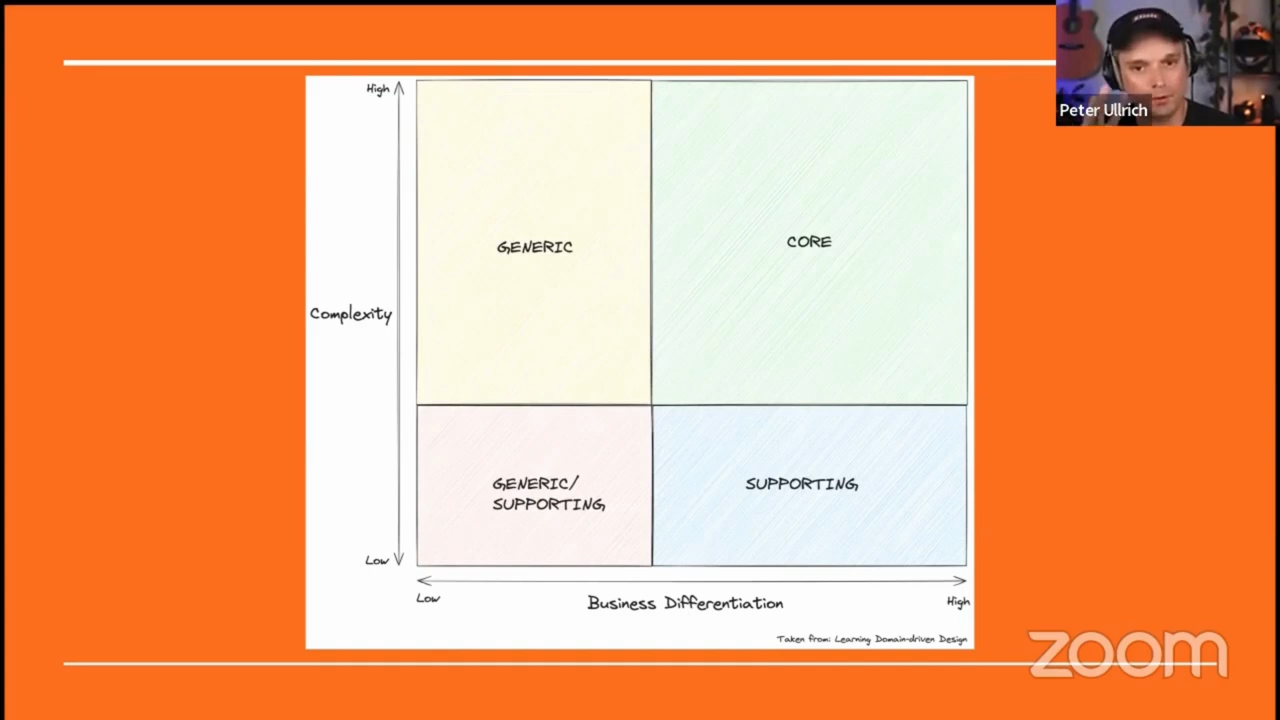 Peter Ullrich
High
GENERIC
CORE
Complexity
GENERIC/
SUPPORTING
SUPPORTING
Low
Low
Business Differentiation
High
Taken from: Learning Domain-driven Design
zoom